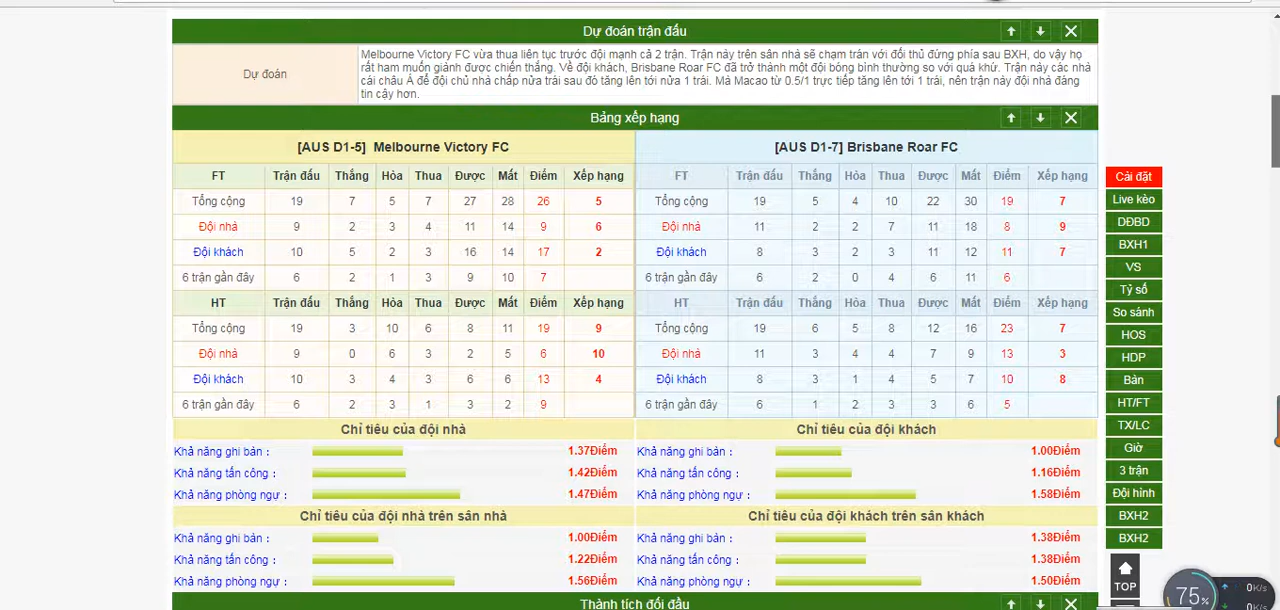 Dự đoán trận đấu
Dự đoán
Melbourne Victory FC vừa thua liên tục trước đội mạnh cả 2 trận. Trận này trên sân nhà sẽ chạm trán với đối thủ đứng phía sau BXH, do vậy họ
rất ham muốn giành được chiến thắng. Về đội khách, Brisbane Roar FC đã trở thành một đội bóng bình thường so với quá khứ. Trận này các nhà
cái châu Á để đội chủ nhà chấp nửa trái sau đó tăng lên tới nửa 1 trái. Mà Macao từ 0.5/1 trực tiếp tăng lên tới 1 trái, nên trận này đội nhà đáng
tin cậy hơn.
Bảng xếp hạng
[AUS D1-5] Melbourne Victory FC [AUS D1-7] Brisbane Roar FC
FT Trận đấu Thắng Hòa Thua Được Mất Điểm Xếp hạng FT Trận đấu Thắng Hòa Thua Được Mất Điểm Xếp hạng
Tổng cộng 19 7 5 7 27 28 26 5 Tổng cộng 19 5 4 10 22 30 19 7
Đội nhà 9 2 3 4 11 14 9 6 Đội nhà 11 2 2 7 11 18 8 9
Đội khách 10 5 2 3 16 14 17 2 Đội khách 8 3 2 3 11 12 11 7
6 trận gần đây 6 2 1 3 9 10 7 6 trận gần đây 6 2 0 4 6 11 6
HT Trận đấu Thắng Hòa Thua Được Mất Điểm Xếp hạng HT Trận đấu Thắng Hòa Thua Được Mất Điểm Xếp hạng
Tổng cộng 19 3 10 6 8 11 19 9 Tổng cộng 19 6 5 8 12 16 23 7
Đội nhà 9 0 6 3 2 5 6 10 Đội nhà 11 3 4 4 7 9 13 3
Đội khách 10 3 4 3 6 6 13 4 Đội khách 8 3 1 4 5 7 10 8
6 trận gần đây 6 2 3 1 3 2 9 6 trận gần đây 6 1 2 3 3 6 5
Chỉ tiêu của đội nhà Chỉ tiêu của đội khách
Khả năng ghi bàn : 1.37Điểm Khả năng ghi bàn : 1.00Điểm
Khả năng tấn công : 1.42Điểm Khả năng tấn công : 1.16Điểm
Khả năng phòng ngự : 1.47Điểm Khả năng phòng ngự : 1.58Điểm
Chỉ tiêu của đội nhà trên sân nhà Chỉ tiêu của đội khách trên sân khách
Khả năng ghi bàn : 1.00Điểm Khả năng ghi bàn : 1.38Điểm
Khả năng tấn công : 1.22Điểm Khả năng tấn công : 1.38Điểm
Khả năng phòng ngự : 1.56Điểm Khả năng phòng ngự : 1.50Điểm
Thành tích đối đầu
Cài đặt
Live kèo
DĐBD
BXH1
VS
Tỷ số
So sánh
HOS
HDP
Bàn
HT/FT
TX/LC
Giờ
3 trận
Đội hình
BXH2
BXH2
TOP
75%
0K/s
0K/s